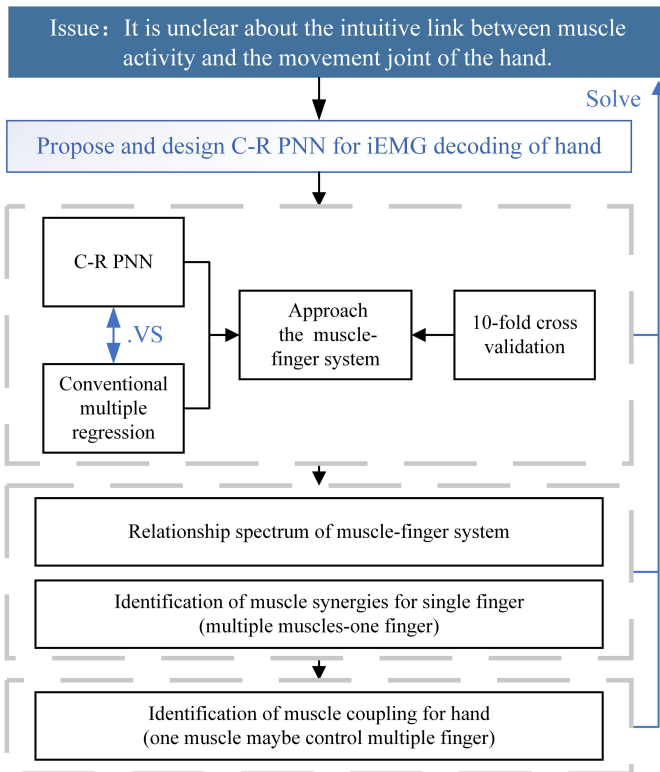 Issue： It is unclear about the intuitive link between muscle
activity and the movement joint of the hand.
Solve
Propose and design C-R PNN for iEMG decoding of hand
C-R PNN
.VS
Conventional
multiple
regression
Approach
the muscle-
finger system
10-fold cross
validation
Relationship spectrum of muscle-finger system
Identification of muscle synergies for single finger
(multiple muscles-one finger)
Identification of muscle coupling for hand
(one muscle maybe control multiple finger)